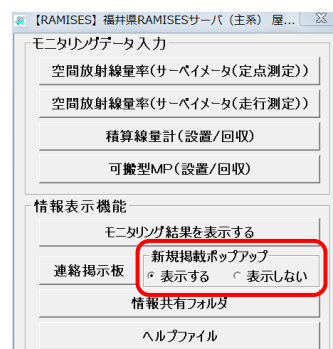 【RAMISES】福井県RAMISESサーバ（主系） 屋...
モニタリングデータ入力
空間放射線量率(サーベイメータ(定点測定))
空間放射線量率(サーベイメータ(走行測定))
積算線量計(設置/回収)
可搬型MP(設置/回収)
情報表示機能
モニタリング結果を表示する
新規掲載ポップアップ
連絡掲示板
表示する 表示しない
情報共有フォルダ
ヘルプファイル